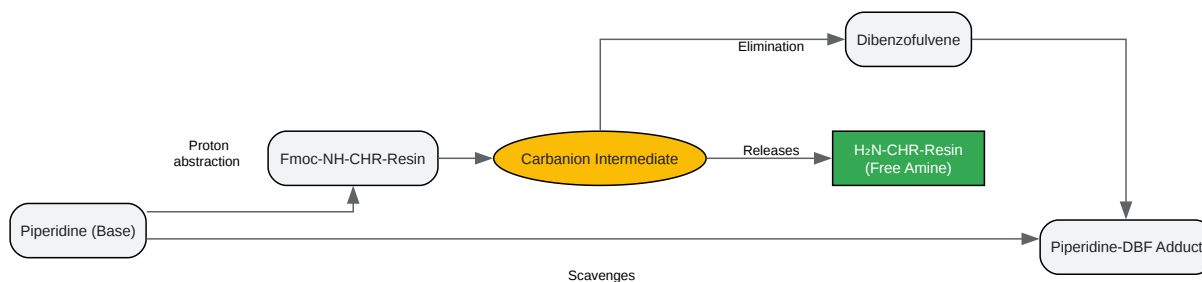 Dibenzofulvene
Elimination
Proton
abstraction
Fmoc-NH-CHR-Resin
Carbanion Intermediate
Releases
H₂N-CHR-Resin
(Free Amine)
Piperidine (Base)
Piperidine-DBF Adduct
Scavenges